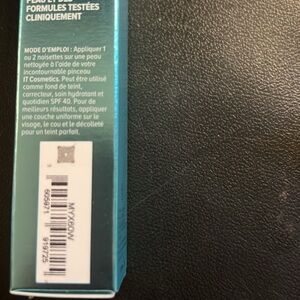 PEAU ET DES
FORMULES TESTÉES
CLINIQUEMENT
MODE D'EMPLOI : Appliquer 1
ou 2 noisettes sur une peau
nettoyée à l'aide de votre
incontournable pinceau
IT Cosmetics. Peut être utilisé
comme fond de teint,
correcteur, soin hydratant et
quotidien SPF 40. Pour de
meilleurs résultats, appliquer
une couche uniforme sur le
visage, le cou et le décolleté
pour un teint parfait.
MYX60W
605971
919725